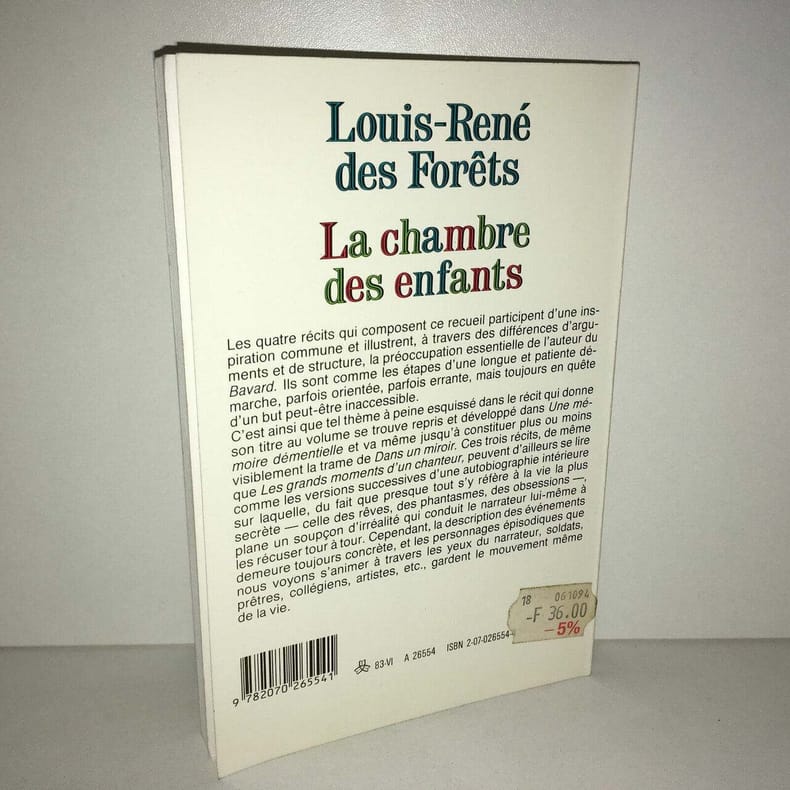 Louis-René
des Forêts
La chambre
des enfants
Les quatre récits qui composent ce recueil participent d'une ins-
piration commune et illustrent, à travers des différences d'argu-
ments et de structure, la préoccupation essentielle de l'auteur du
Bavard. Ils sont comme les étapes d'une longue et patiente dé-
marche, parfois orientée, parfois errante, mais toujours en quête
d'un but peut-être inaccessible.
C'est ainsi que tel thème à peine esquissé dans le récit qui donne
son titre au volume se trouve repris et développé dans Une mé-
moire démentielle et va même jusqu'à constituer plus ou moins
visiblement la trame de Dans un miroir. Ces trois récits, de même
que Les grands moments d'un chanteur, peuvent d'ailleurs se lire
comme les versions successives d'une autobiographie intérieure
sur laquelle, du fait que presque tout s'y réfère à la vie la plus
secrète — celle des rêves, des phantasmes, des obsessions —,
plane un soupçon d'irréalité qui conduit le narrateur lui-même à
les récuser tour à tour. Cependant, la description des événements
demeure toujours concrète, et les personnages épisodiques que
nous voyons s'animer à travers les yeux du narrateur, soldats,
prêtres, collégiens, artistes, etc., gardent le mouvement même
de la vie.
18 061094
-F 36.00
-5%
9 782070 265541
83-VI A 26554 ISBN 2-07-026554-